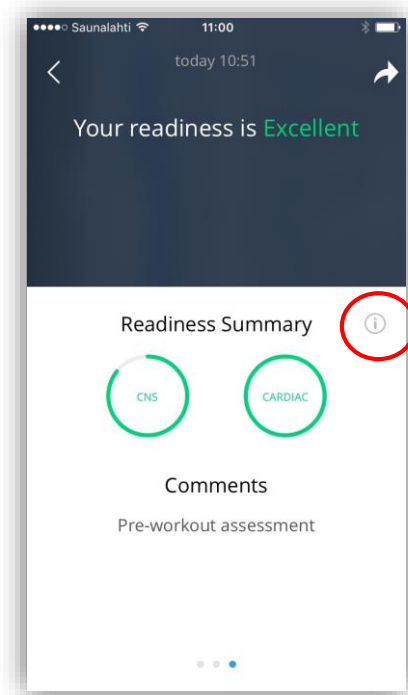 Saunalahti 11:00
today 10:51
Your readiness is Excellent
Readiness Summary
CNS CARDIAC
Comments
Pre-workout assessment